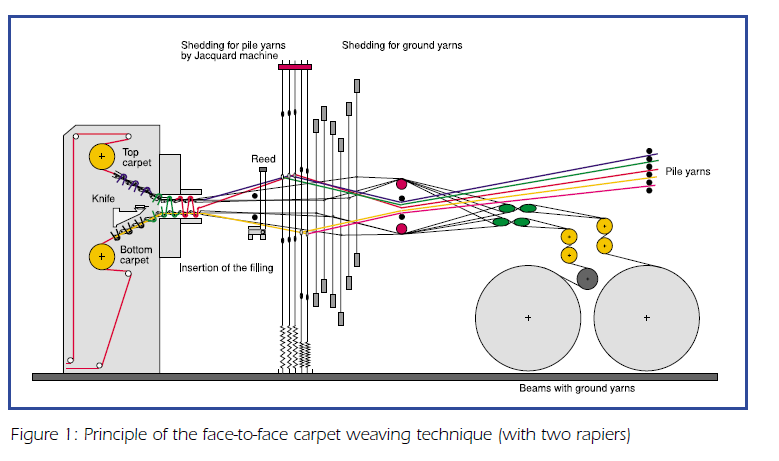 Shedding for pile yarns
by Jacquard machine
Shedding for ground yarns
Top
carpet
Reed
Pile yarns
Knife
Bottom
carpet
Insertion of the filling
Beams with ground yarns
Figure 1: Principle of the face-to-face carpet weaving technique (with two rapiers)